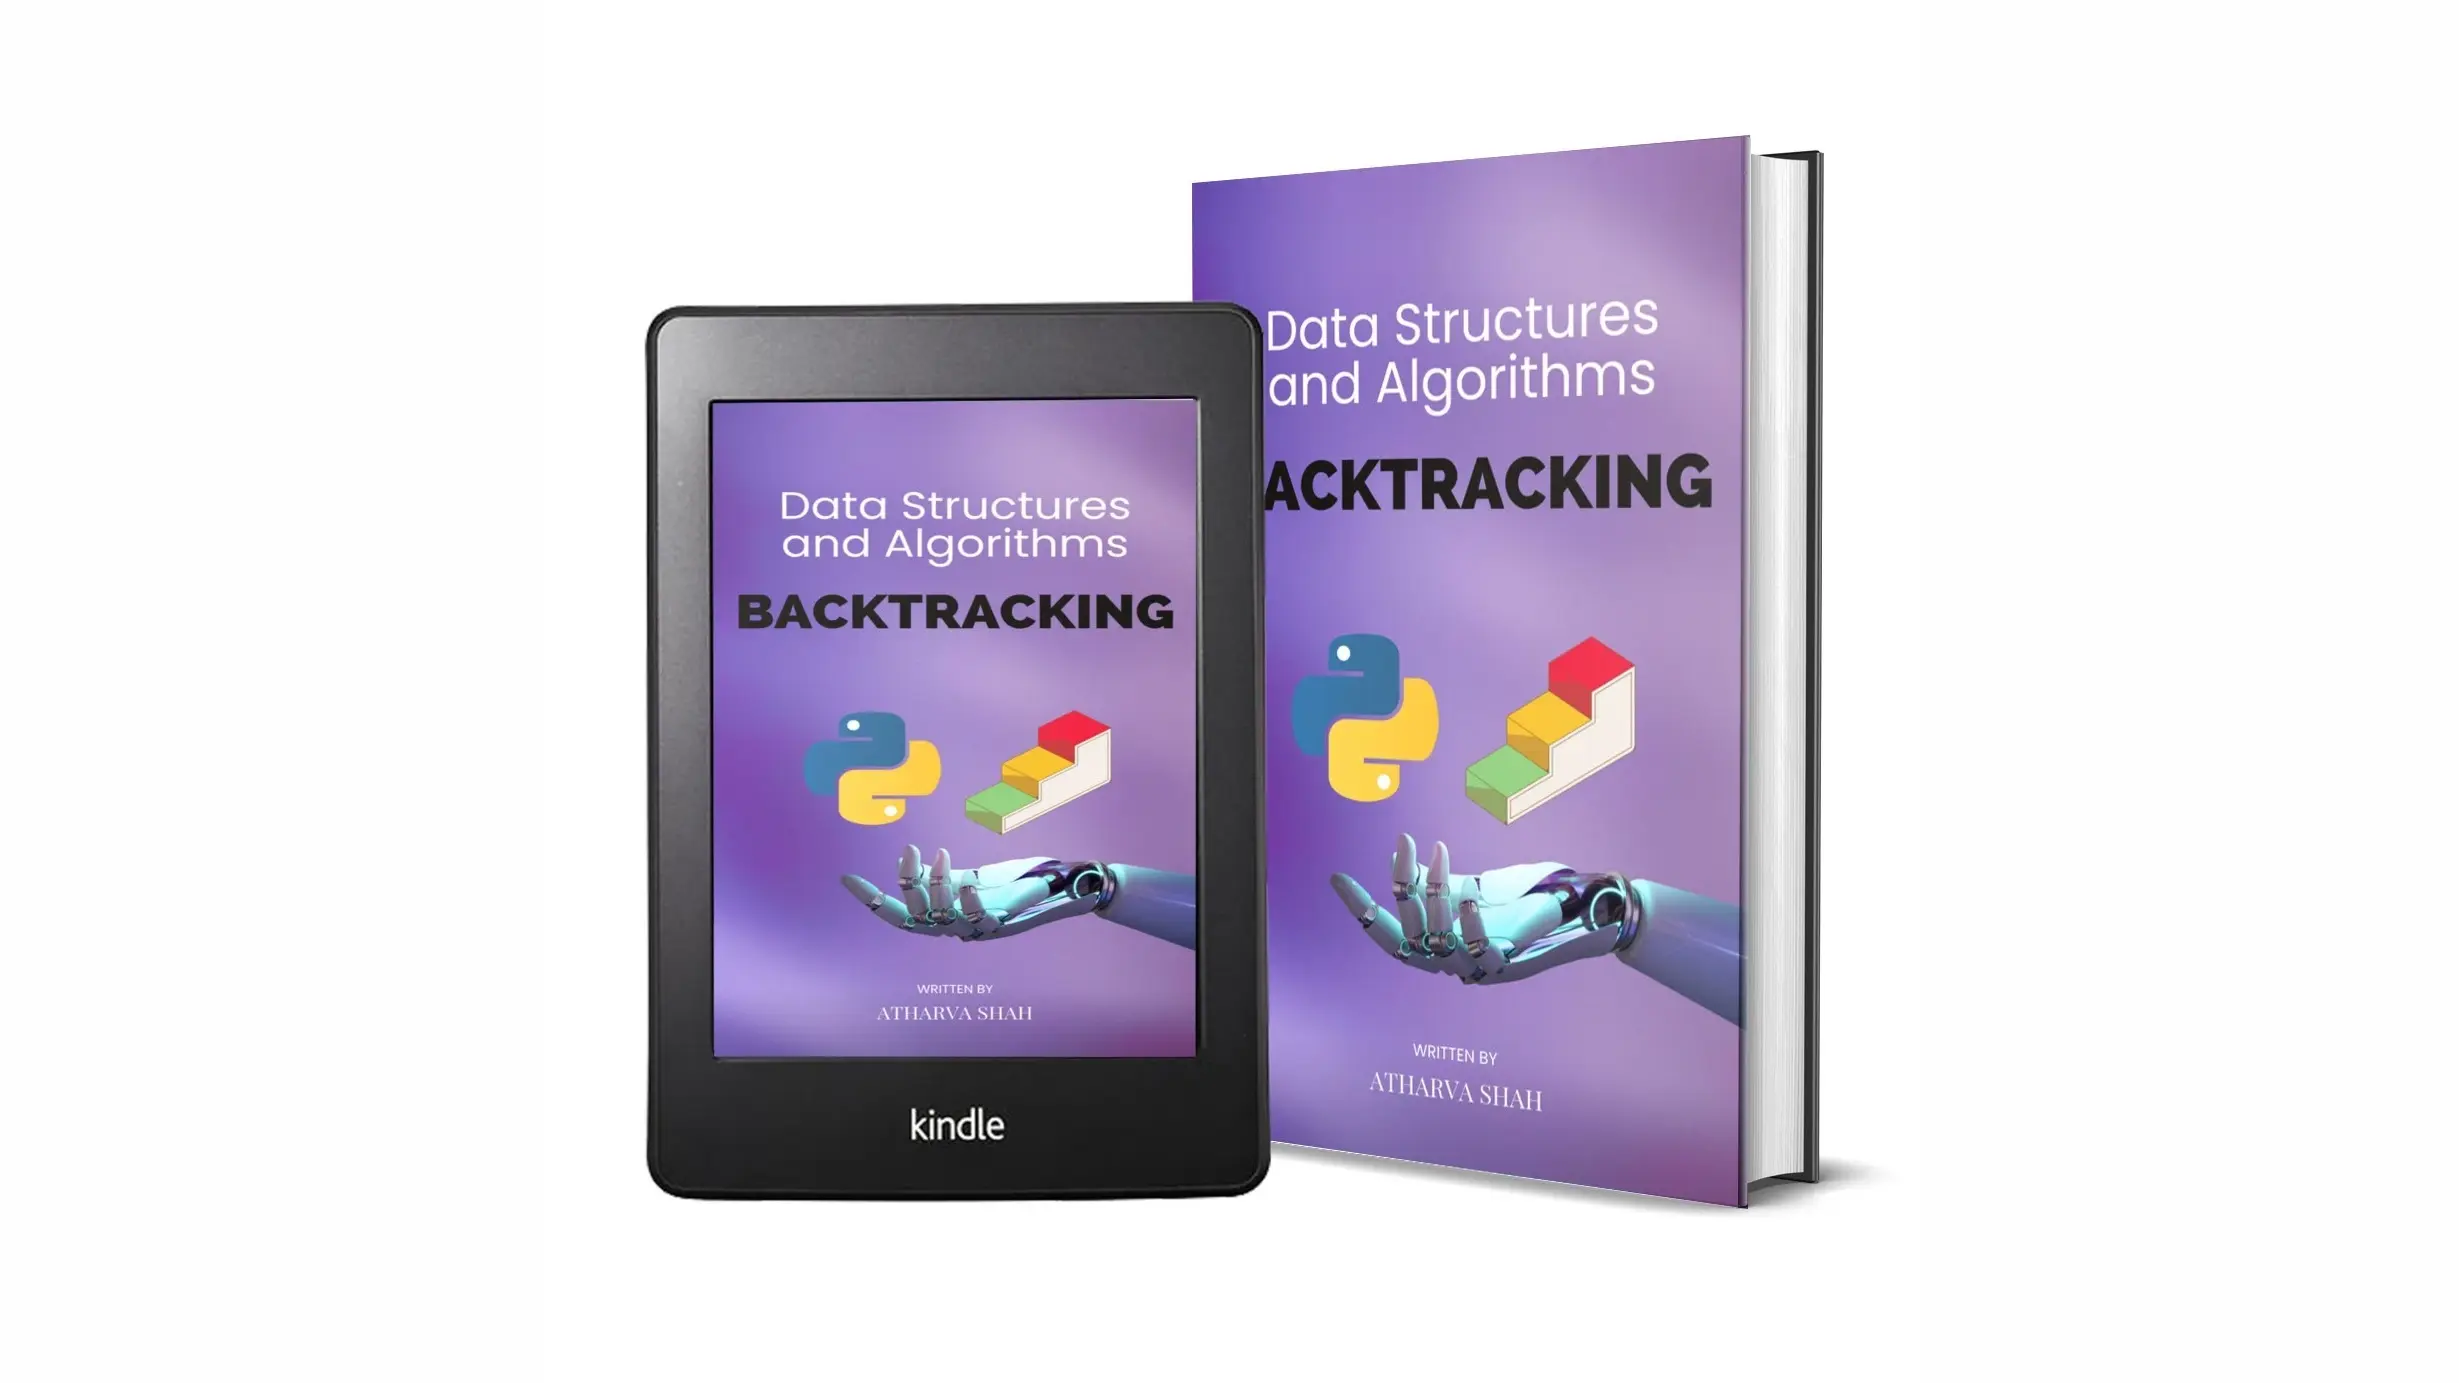 Data Structures
and Algorithms
BACKTRACKING
WRITTEN BY
ATHARVA SHAH
kindle
Data Structures
and Algorithms
ACKTRACKING
WRITTEN BY
ATHARVA SHAH